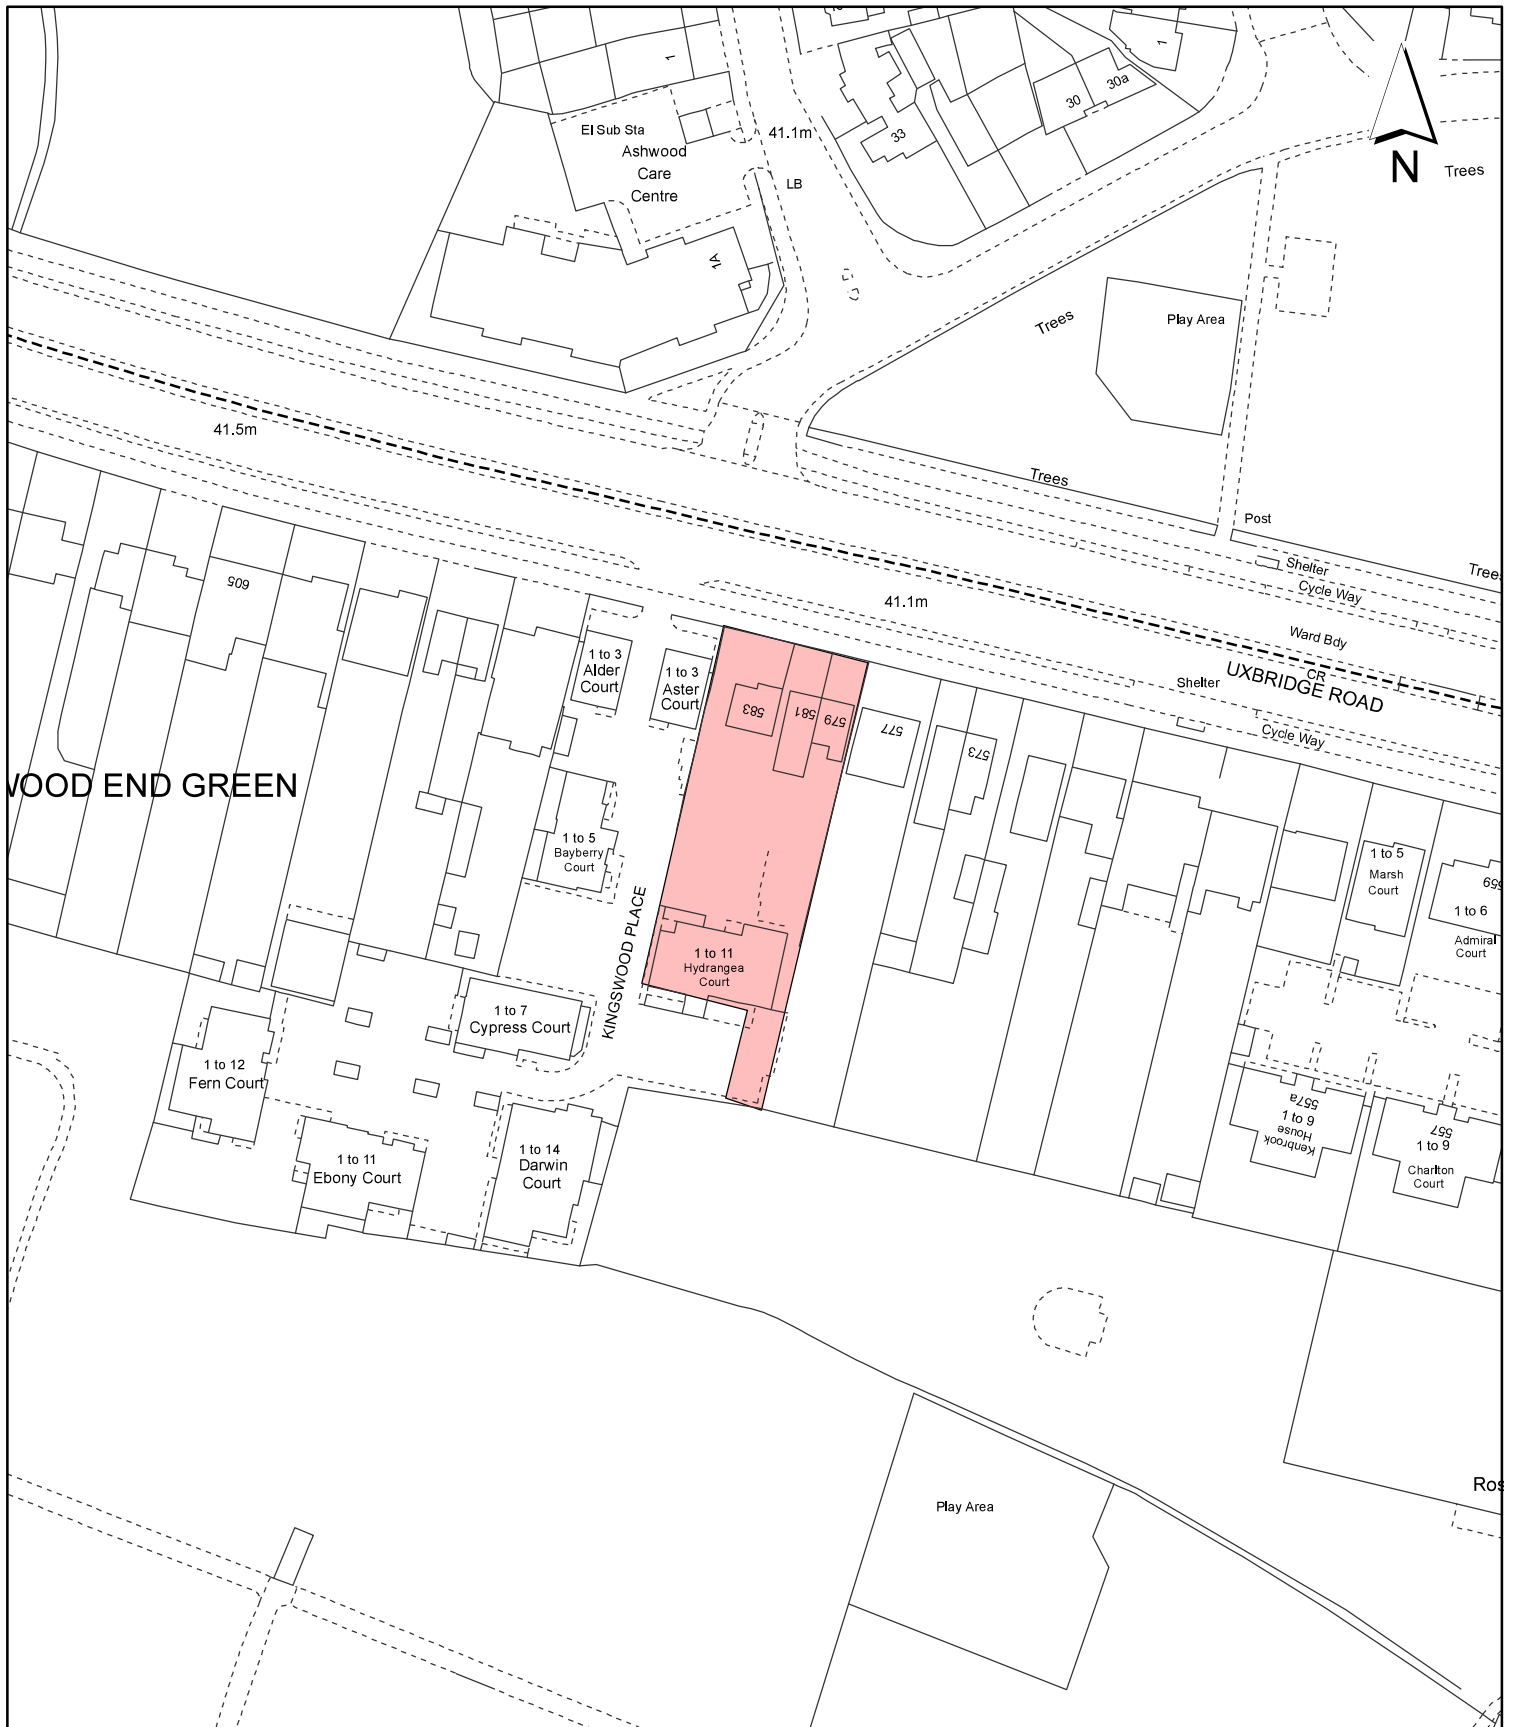 1
30
30a
1
33
El Sub Sta
Ashwood
Care
Centre
41.1m
LB
N
Trees
1A
Trees
Play Area
41.5m
Trees
Post
Shelter
Cycle Way
Trees
605
41.1m
Ward Bdy
CR
UXBRIDGE ROAD
Shelter
Cycle Way
1 to 3
Alder
Court
1 to 3
Aster
Court
583
581
579
577
573
WOOD END GREEN
1 to 5
Bayberry
Court
1 to 5
Marsh
Court
659
1 to 6
Admiral
Court
KINGSWOOD PLACE
1 to 11
Hydrangea
Court
1 to 7
Cypress Court
1 to 12
Fern Court
557a
1 to 6
Kenbrook
House
557
1 to 6
Charlton
Court
1 to 11
Ebony Court
1 to 14
Darwin
Court
Ros
Play Area